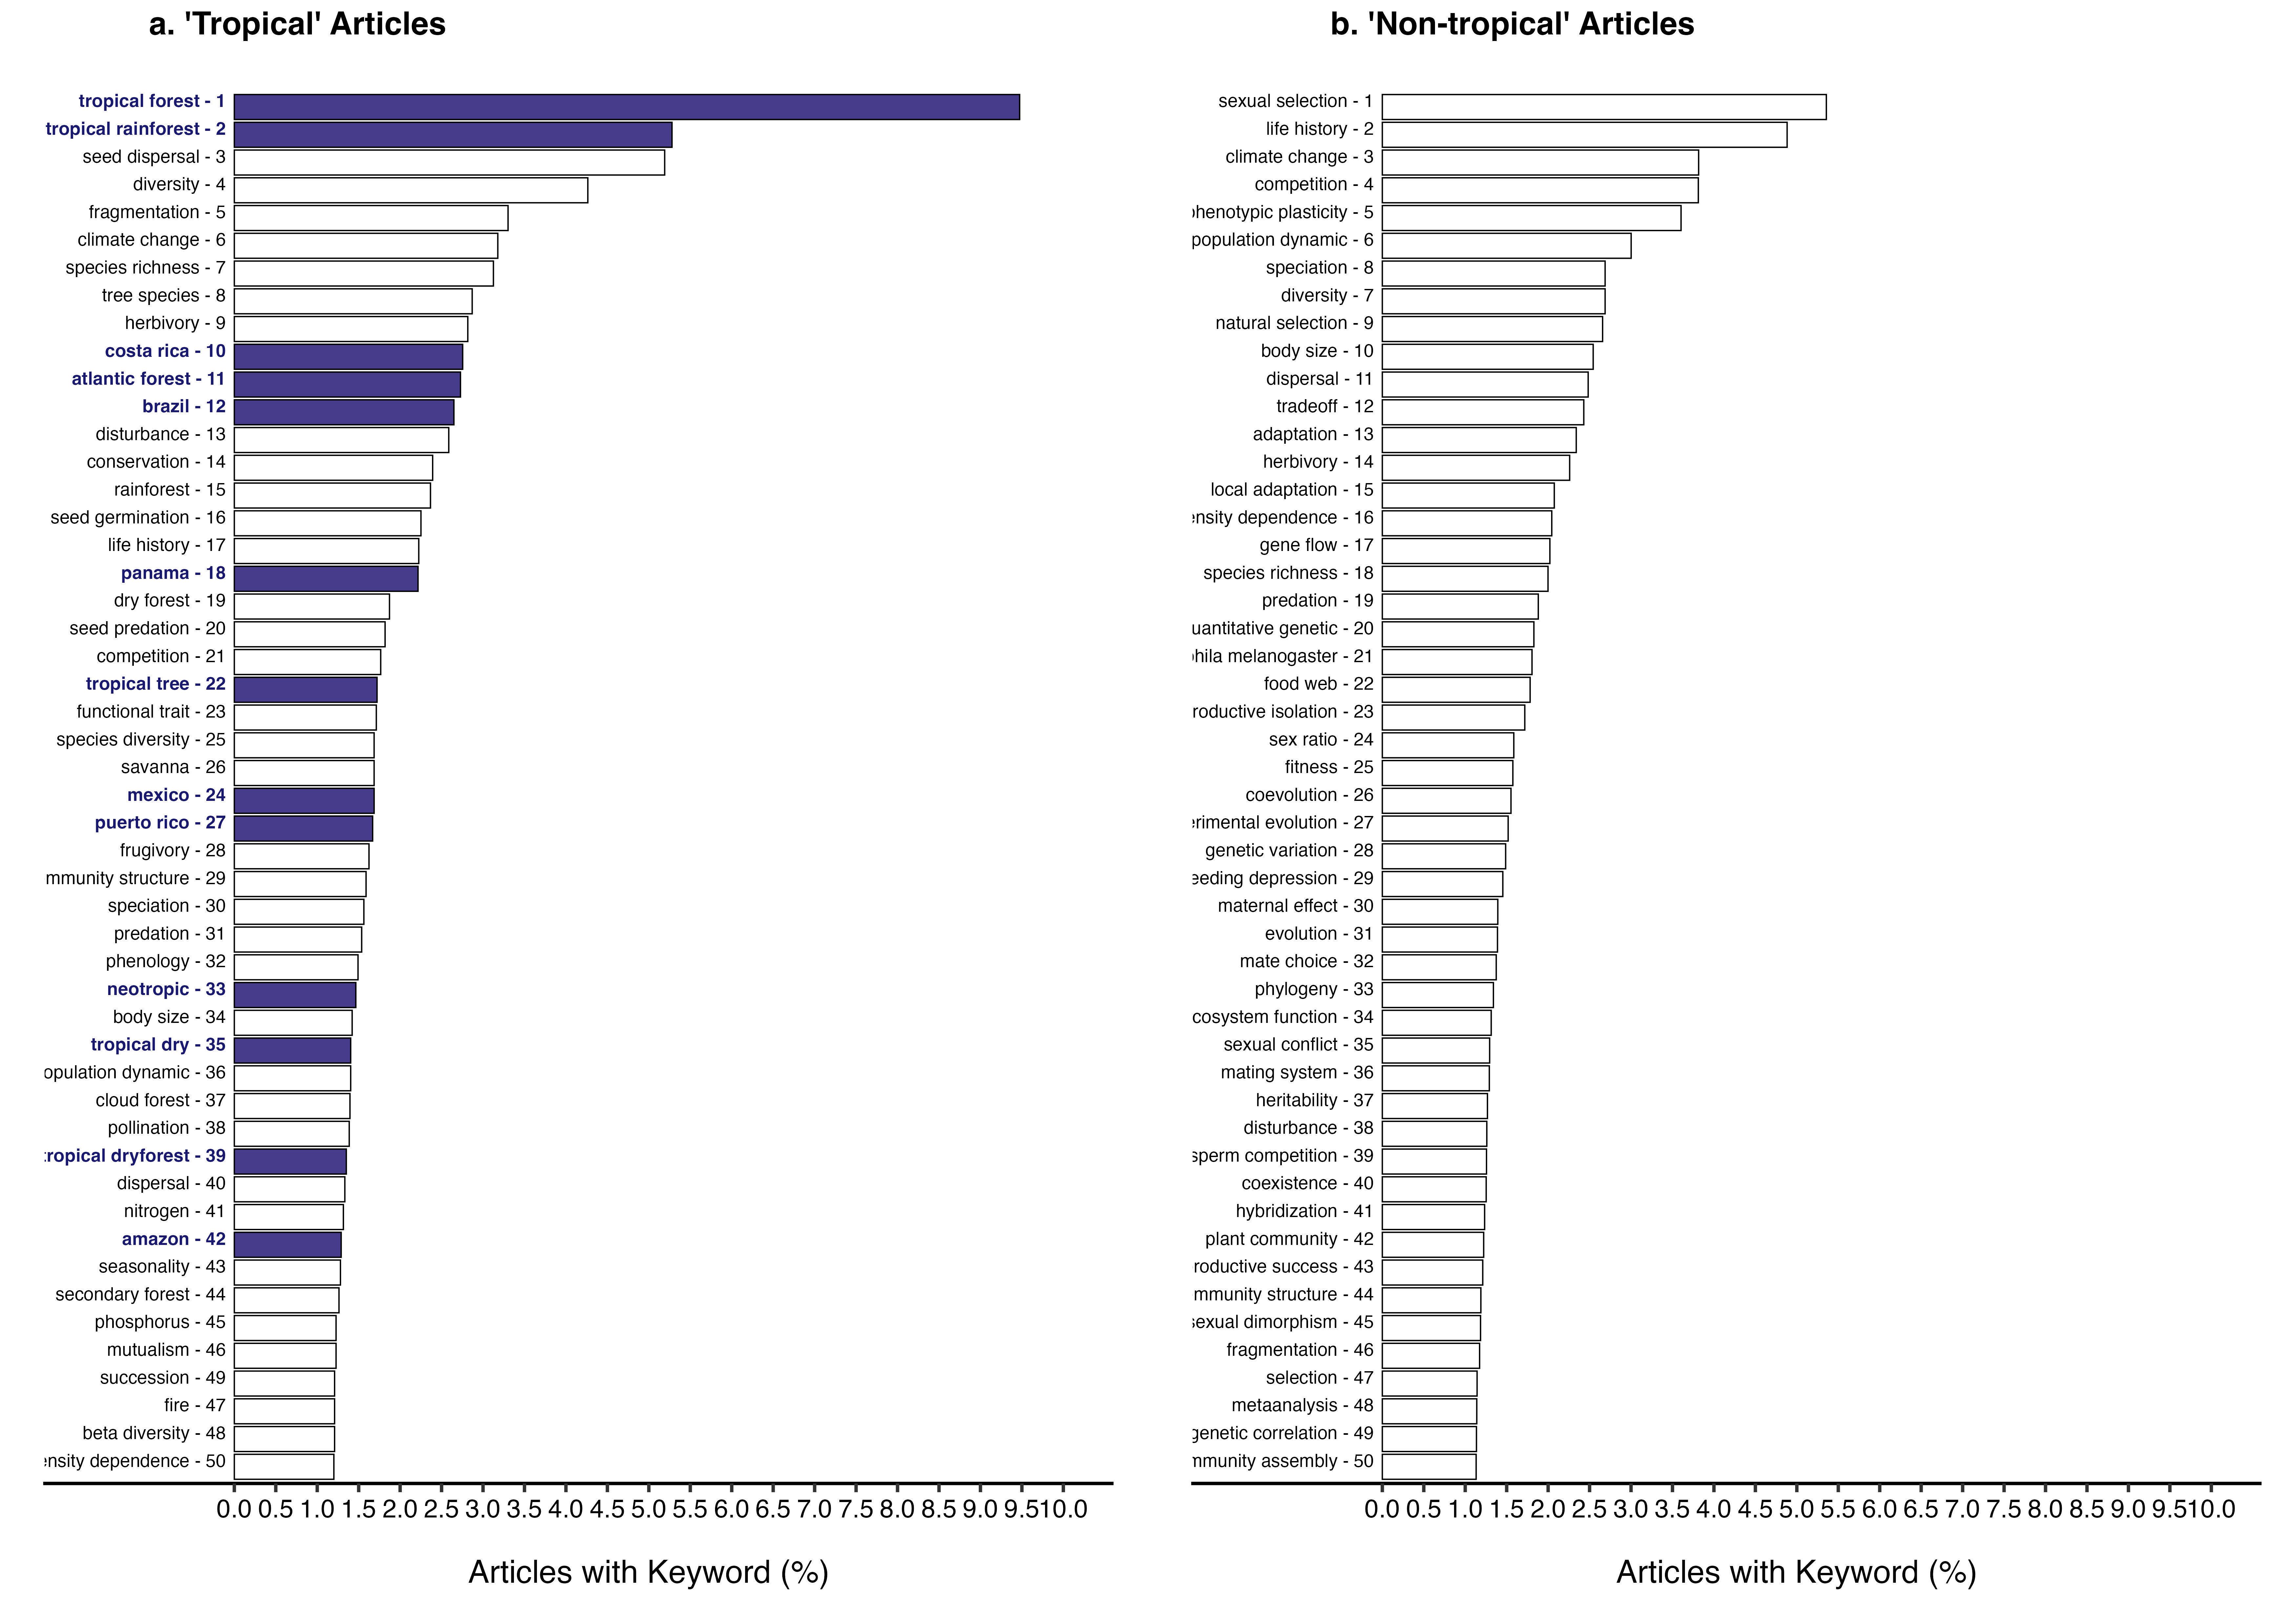 a. 'Tropical' Articles
tropical forest - 1
tropical rainforest - 2
seed dispersal - 3
diversity - 4
fragmentation - 5
climate change - 6
species richness - 7
tree species - 8
herbivory - 9
costa rica - 10
atlantic forest - 11
brazil - 12
disturbance - 13
conservation - 14
rainforest - 15
seed germination - 16
life history - 17
panama - 18
dry forest - 19
seed predation - 20
competition - 21
tropical tree - 22
functional trait - 23
species diversity - 25
savanna - 26
mexico - 24
puerto rico - 27
frugivory - 28
mmunity structure - 29
speciation - 30
predation - 31
phenology - 32
neotropic - 33
body size - 34
tropical dry - 35
opulation dynamic - 36
cloud forest - 37
pollination - 38
ropical dryforest - 39
dispersal - 40
nitrogen - 41
amazon - 42
seasonality - 43
secondary forest - 44
phosphorus - 45
mutualism - 46
succession - 49
fire - 47
beta diversity - 48
ensity dependence - 50
0.0 0.5 1.0 1.5 2.0 2.5 3.0 3.5 4.0 4.5 5.0 5.5 6.0 6.5 7.0 7.5 8.0 8.5 9.0 9.5 10.0
Articles with Keyword (%)
b. 'Non-tropical' Articles
sexual selection - 1
life history - 2
climate change - 3
competition - 4
phenotypic plasticity - 5
population dynamic - 6
speciation - 8
diversity - 7
natural selection - 9
body size - 10
dispersal - 11
tradeoff - 12
adaptation - 13
herbivory - 14
local adaptation - 15
ensity dependence - 16
gene flow - 17
species richness - 18
predation - 19
uantitative genetic - 20
hila melanogaster - 21
food web - 22
roductive isolation - 23
sex ratio - 24
fitness - 25
coevolution - 26
erimental evolution - 27
genetic variation - 28
eeding depression - 29
maternal effect - 30
evolution - 31
mate choice - 32
phylogeny - 33
cosystem function - 34
sexual conflict - 35
mating system - 36
heritability - 37
disturbance - 38
sperm competition - 39
coexistence - 40
hybridization - 41
plant community - 42
roductive success - 43
mmunity structure - 44
sexual dimorphism - 45
fragmentation - 46
selection - 47
metaanalysis - 48
genetic correlation - 49
mmunity assembly - 50
0.0 0.5 1.0 1.5 2.0 2.5 3.0 3.5 4.0 4.5 5.0 5.5 6.0 6.5 7.0 7.5 8.0 8.5 9.0 9.5 10.0
Articles with Keyword (%)